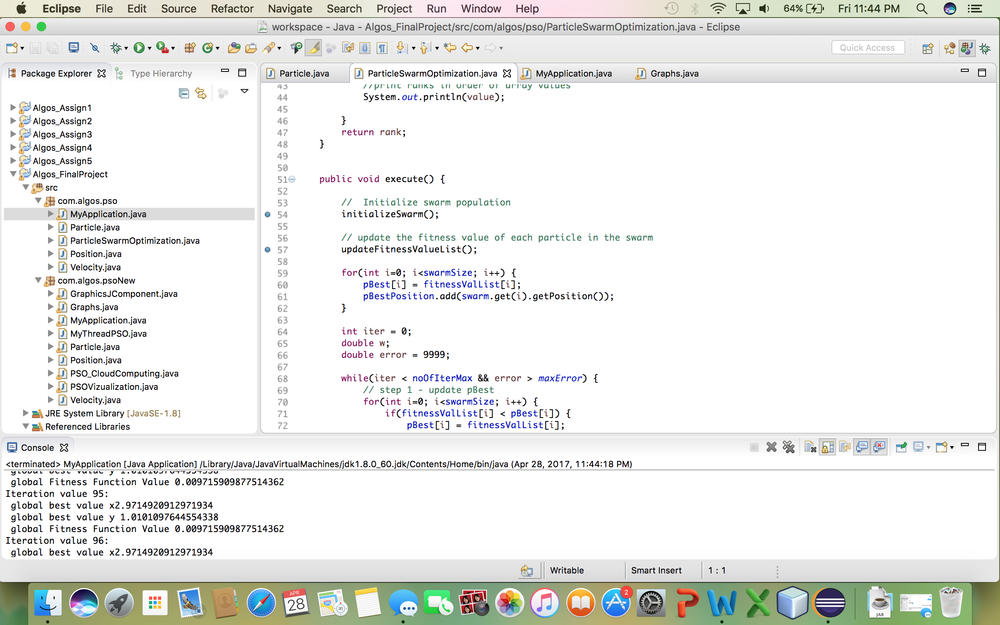 Eclipse File Edit Source Refactor Navigate Search Project Run Window Help 64% Fri 11:44 PM
workspace - Java - Algos_FinalProject/src/com/algos/pso/ParticleSwarmOptimization.java - Eclipse
Quick Access
Package Explorer Type Hierarchy
Algos_Assign1
Algos_Assign2
Algos_Assign3
Algos_Assign4
Algos_Assign5
Algos_FinalProject
src
com.algos.pso
MyApplication.java
Particle.java
ParticleSwarmOptimization.java
Position.java
Velocity.java
com.algos.psoNew
GraphicsJComponent.java
Graphs.java
MyApplication.java
MyThreadPSO.java
Particle.java
Position.java
PSO_CloudComputing.java
PSOVizualization.java
Velocity.java
JRE System Library [JavaSE-1.8]
Referenced Libraries
Particle.java ParticleSwarmOptimization.java MyApplication.java Graphs.java
43 //print ranks in order of array values
44 System.out.println(value);
45
46 }
47 return rank;
48 }
49
50
51 public void execute() {
52
53 //  Initialize swarm population
54 initializeSwarm();
55
56 // update the fitness value of each particle in the swarm
57 updateFitnessValueList();
58
59 for(int i=0; i<swarmSize; i++) {
60 pBest[i] = fitnessValList[i];
61 pBestPosition.add(swarm.get(i).getPosition());
62 }
63
64 int iter = 0;
65 double w;
66 double error = 9999;
67
68 while(iter < noOfIterMax && error > maxError) {
69 // step 1 - update pBest
70 for(int i=0; i<swarmSize; i++) {
71 if(fitnessValList[i] < pBest[i]) {
72 pBest[i] = fitnessValList[i];
Console
<terminated> MyApplication [Java Application] /Library/Java/JavaVirtualMachines/jdk1.8.0_60.jdk/Contents/Home/bin/java (Apr 28, 2017, 11:44:18 PM)
global best value y 1.0101097644554338
global Fitness Function Value 0.009715909877514362
Iteration value 95:
global best value x2.9714920912971934
global best value y 1.0101097644554338
global Fitness Function Value 0.009715909877514362
Iteration value 96:
global best value x2.9714920912971934
Writable Smart Insert 1 : 1
APR
28
280
3D
2
JAR